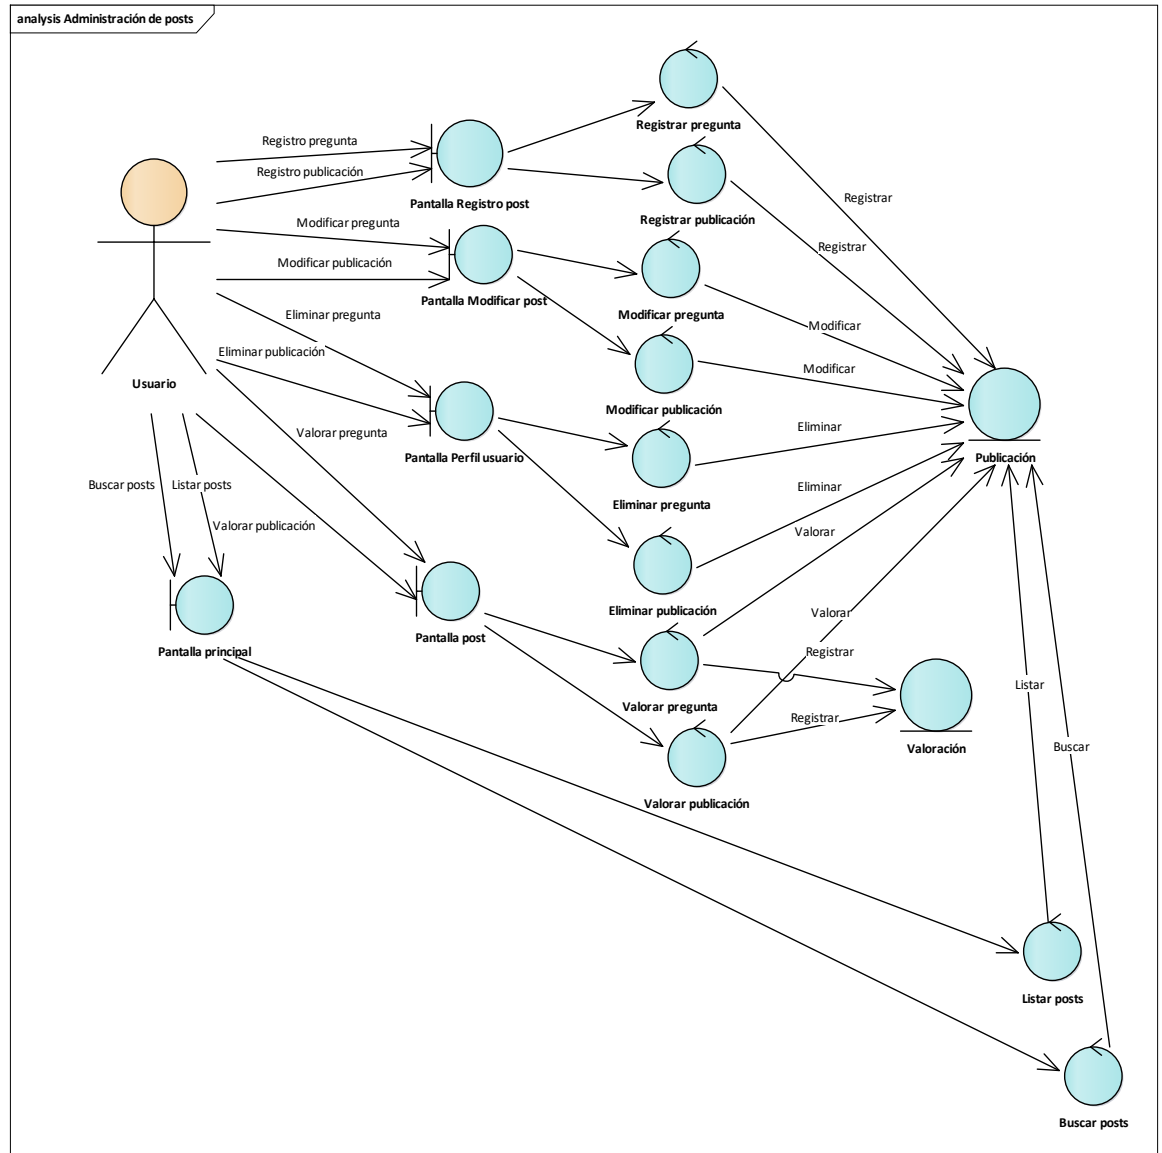 analysis Administración de posts
Registrar pregunta
Registro pregunta
Registro publicación
Pantalla Registro post
Registrar publicación
Registrar
Registrar
Modificar pregunta
Modificar publicación
Pantalla Modificar post
Modificar pregunta
Modificar
Eliminar pregunta
Eliminar publicación
Modificar
Usuario
Modificar publicación
Valorar pregunta
Pantalla Perfil usuario
Eliminar
Publicación
Buscar posts
Listar posts
Eliminar pregunta
Eliminar
Valorar publicación
Valorar
Eliminar publicación
Valorar
Pantalla principal
Pantalla post
Registrar
Valorar pregunta
Listar
Registrar
Valoración
Buscar
Valorar publicación
Listar posts
Buscar posts